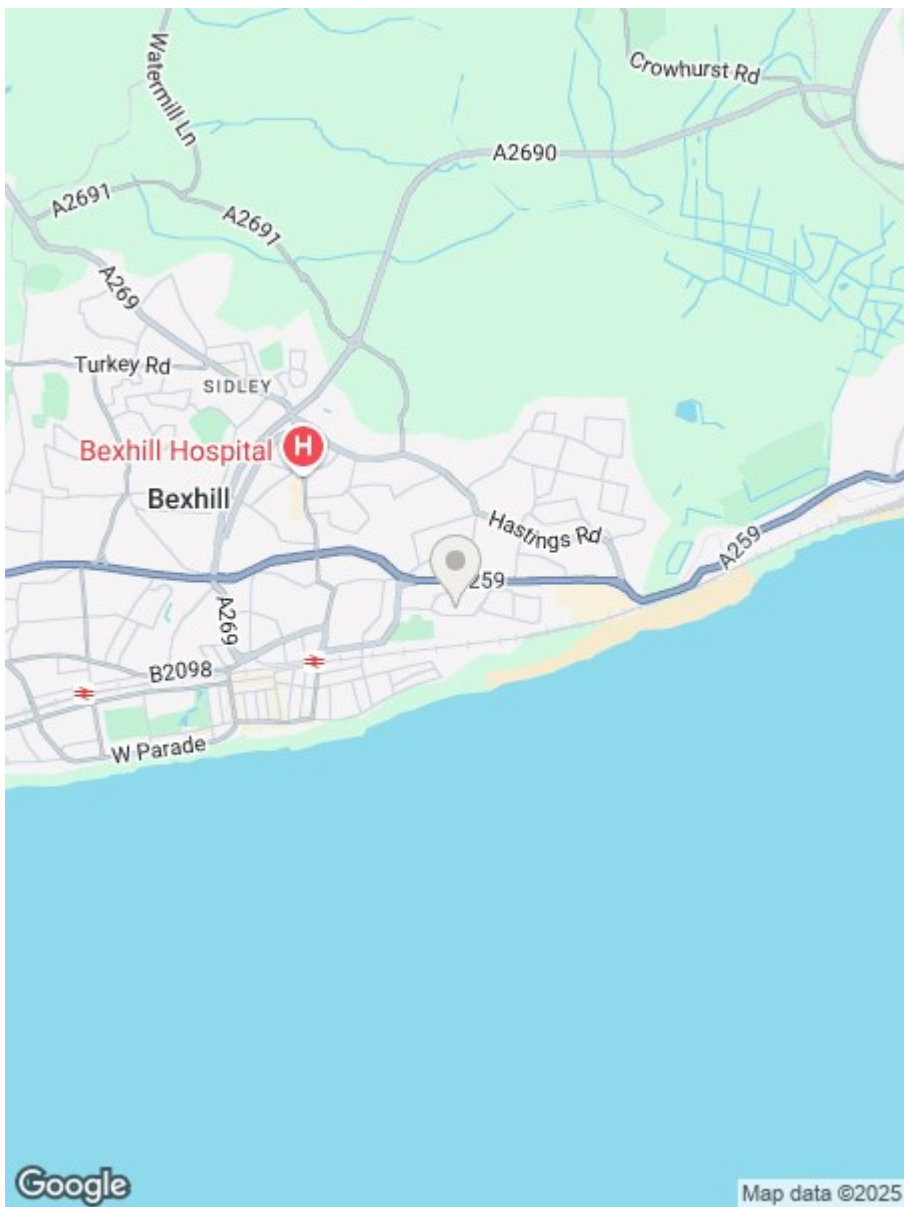 Watermill Ln
Crowhurst Rd
A2690
A2691
A2691
A269
Turkey Rd
SIDLEY
Bexhill Hospital
H
Bexhill
Hastings Rd
A259
259
A269
B2098
W Parade
Google
Map data ©2025